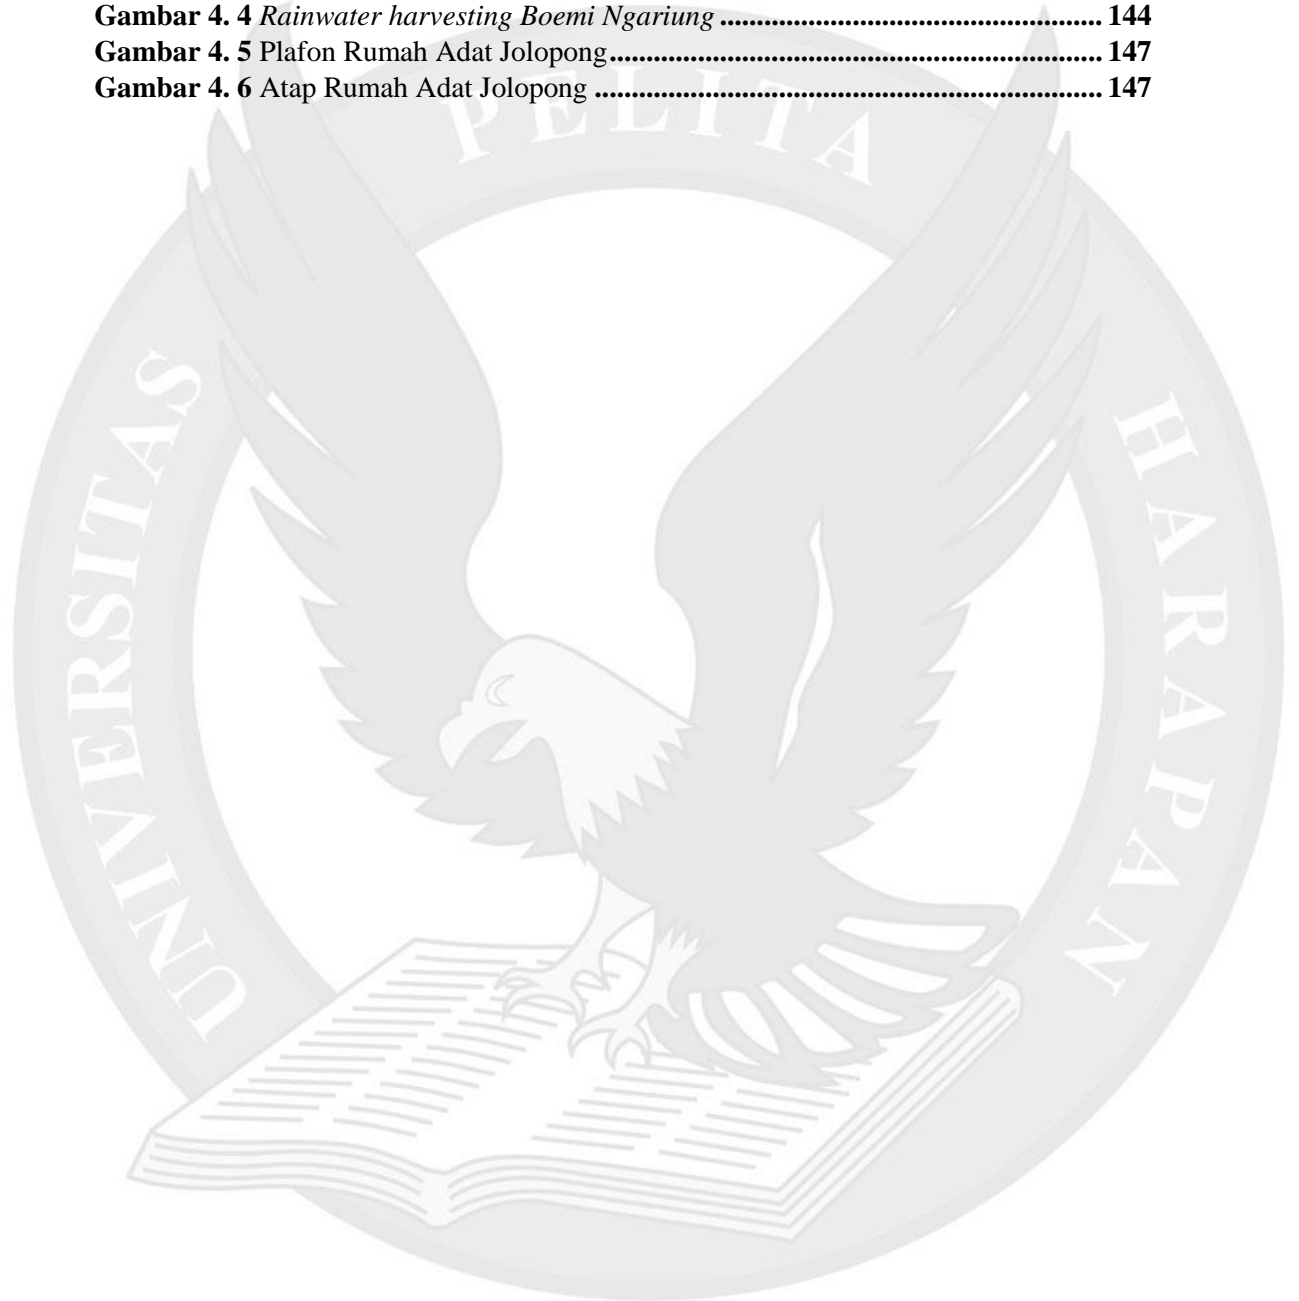 Gambar 4. 4 Rainwater harvesting Boemi Ngariung ........................................................ 144
Gambar 4. 5 Plafon Rumah Adat Jolopong........................................................................ 147
Gambar 4. 6 Atap Rumah Adat Jolopong .......................................................................... 147
UNIVERSITAS PELITA HARAPAN